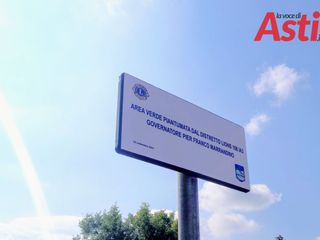 la voce di
Asti
AREA VERDE PIANTUMATA DAL DISTRETTO LIONS 108 IA3
GOVERNATORE PIER FRANCO MARRANDINO